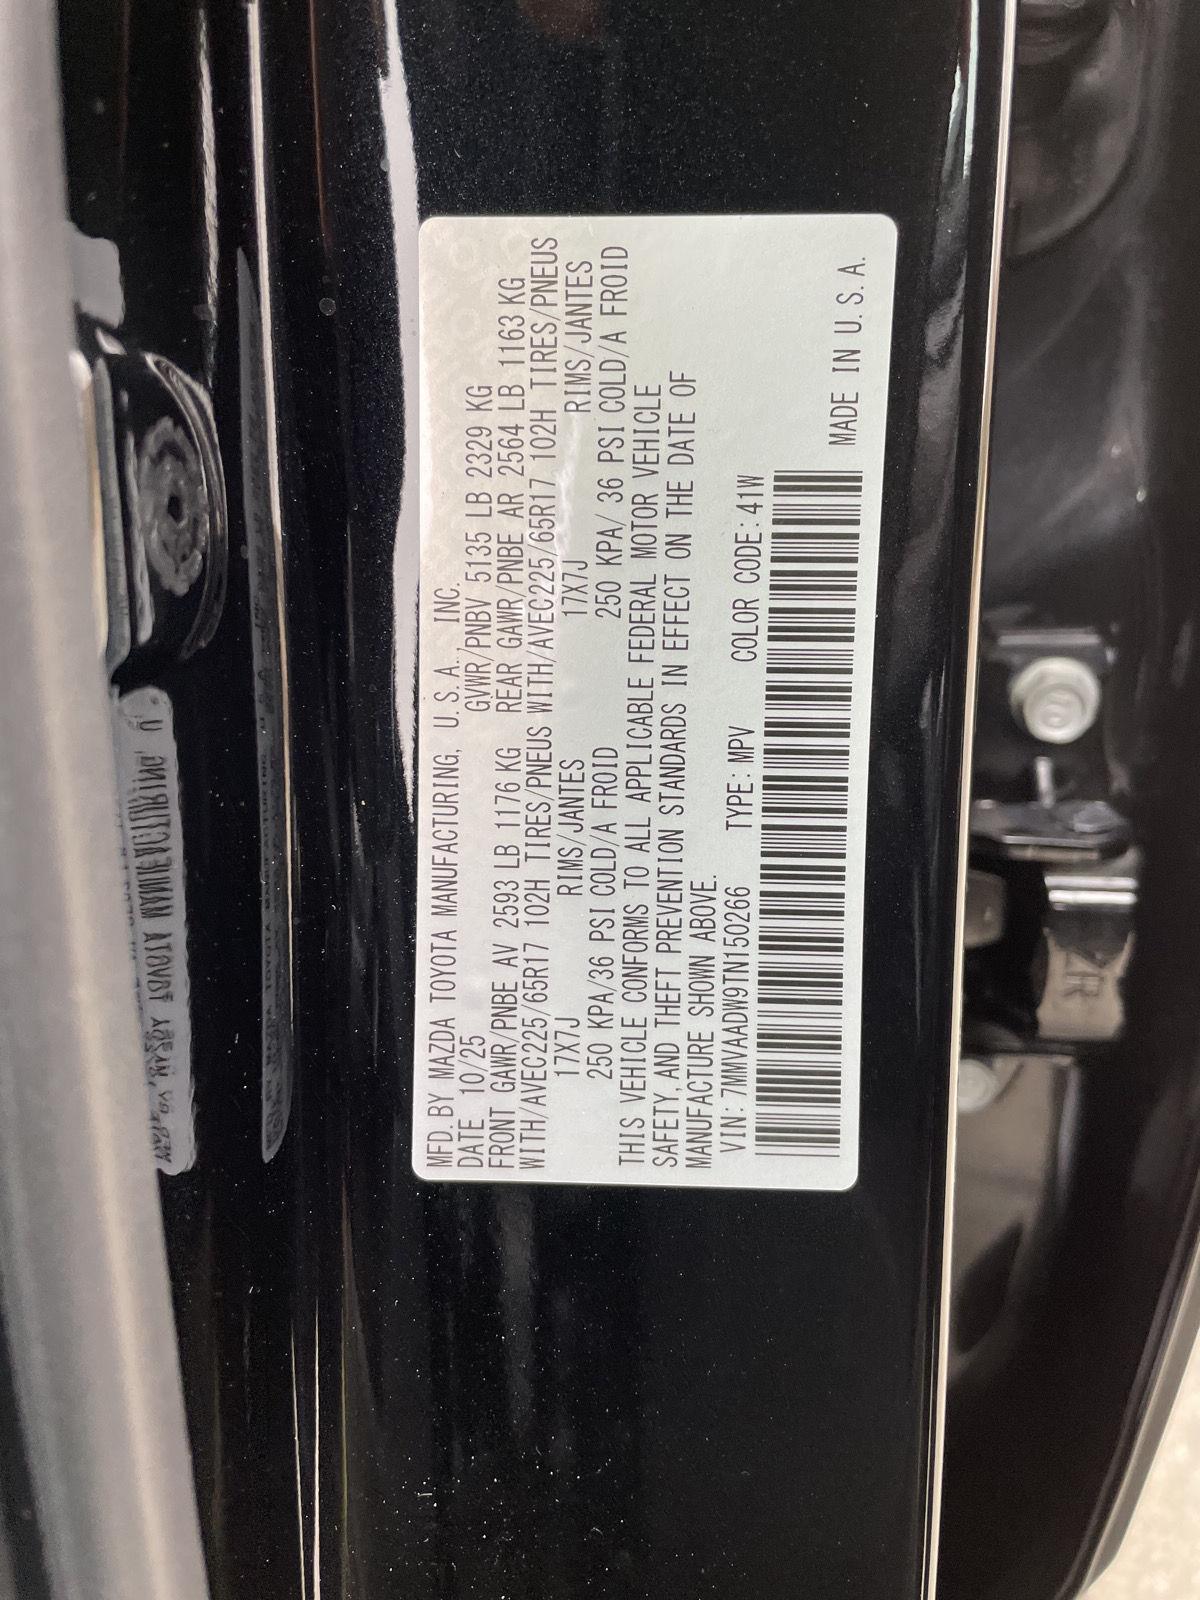 MFD. BY MAZDA TOYOTA MANUFACTURING, U.S.A., INC.
DATE 10/25 GVWR/PNBV 5135 LB 2329 KG
FRONT GAWR/PNBE AV 2593 LB 1176 KG REAR GAWR/PNBE AR 2564 LB 1163 KG
WITH/AVEC225/65R17 102H TIRES/PNEUS WITH/AVEC225/65R17 102H TIRES/PNEUS
17X7J RIMS/JANTES 17X7J RIMS/JANTES
250 KPA/36 PSI COLD/A FROID 250 KPA/ 36 PSI COLD/A FROID
THIS VEHICLE CONFORMS TO ALL APPLICABLE FEDERAL MOTOR VEHICLE
SAFETY, AND THEFT PREVENTION STANDARDS IN EFFECT ON THE DATE OF
MANUFACTURE SHOWN ABOVE.
VIN: 7MMVAADW9TN150266 TYPE: MPV COLOR CODE: 41W
MADE IN U.S.A.